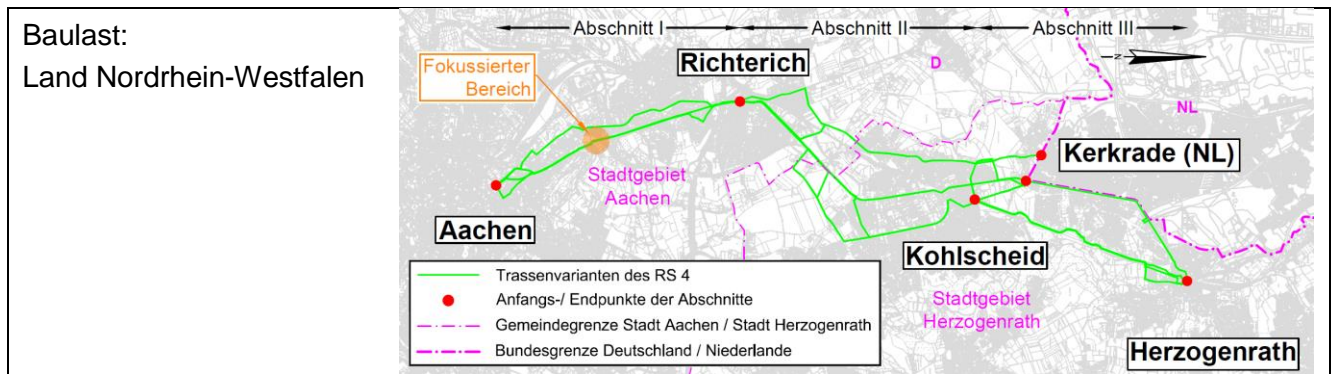 Baulast:
Land Nordrhein-Westfalen
Abschnitt I
Abschnitt II
Abschnitt III
Richterich
D
N
Fokussierter
Bereich
NL
Kerkrade (NL)
Stadtgebiet
Aachen
Aachen
Kohlscheid
Trassenvarianten des RS 4
Anfangs-/ Endpunkte der Abschnitte
Gemeindegrenze Stadt Aachen / Stadt Herzogenrath
Bundesgrenze Deutschland / Niederlande
Stadtgebiet
Herzogenrath
Herzogenrath